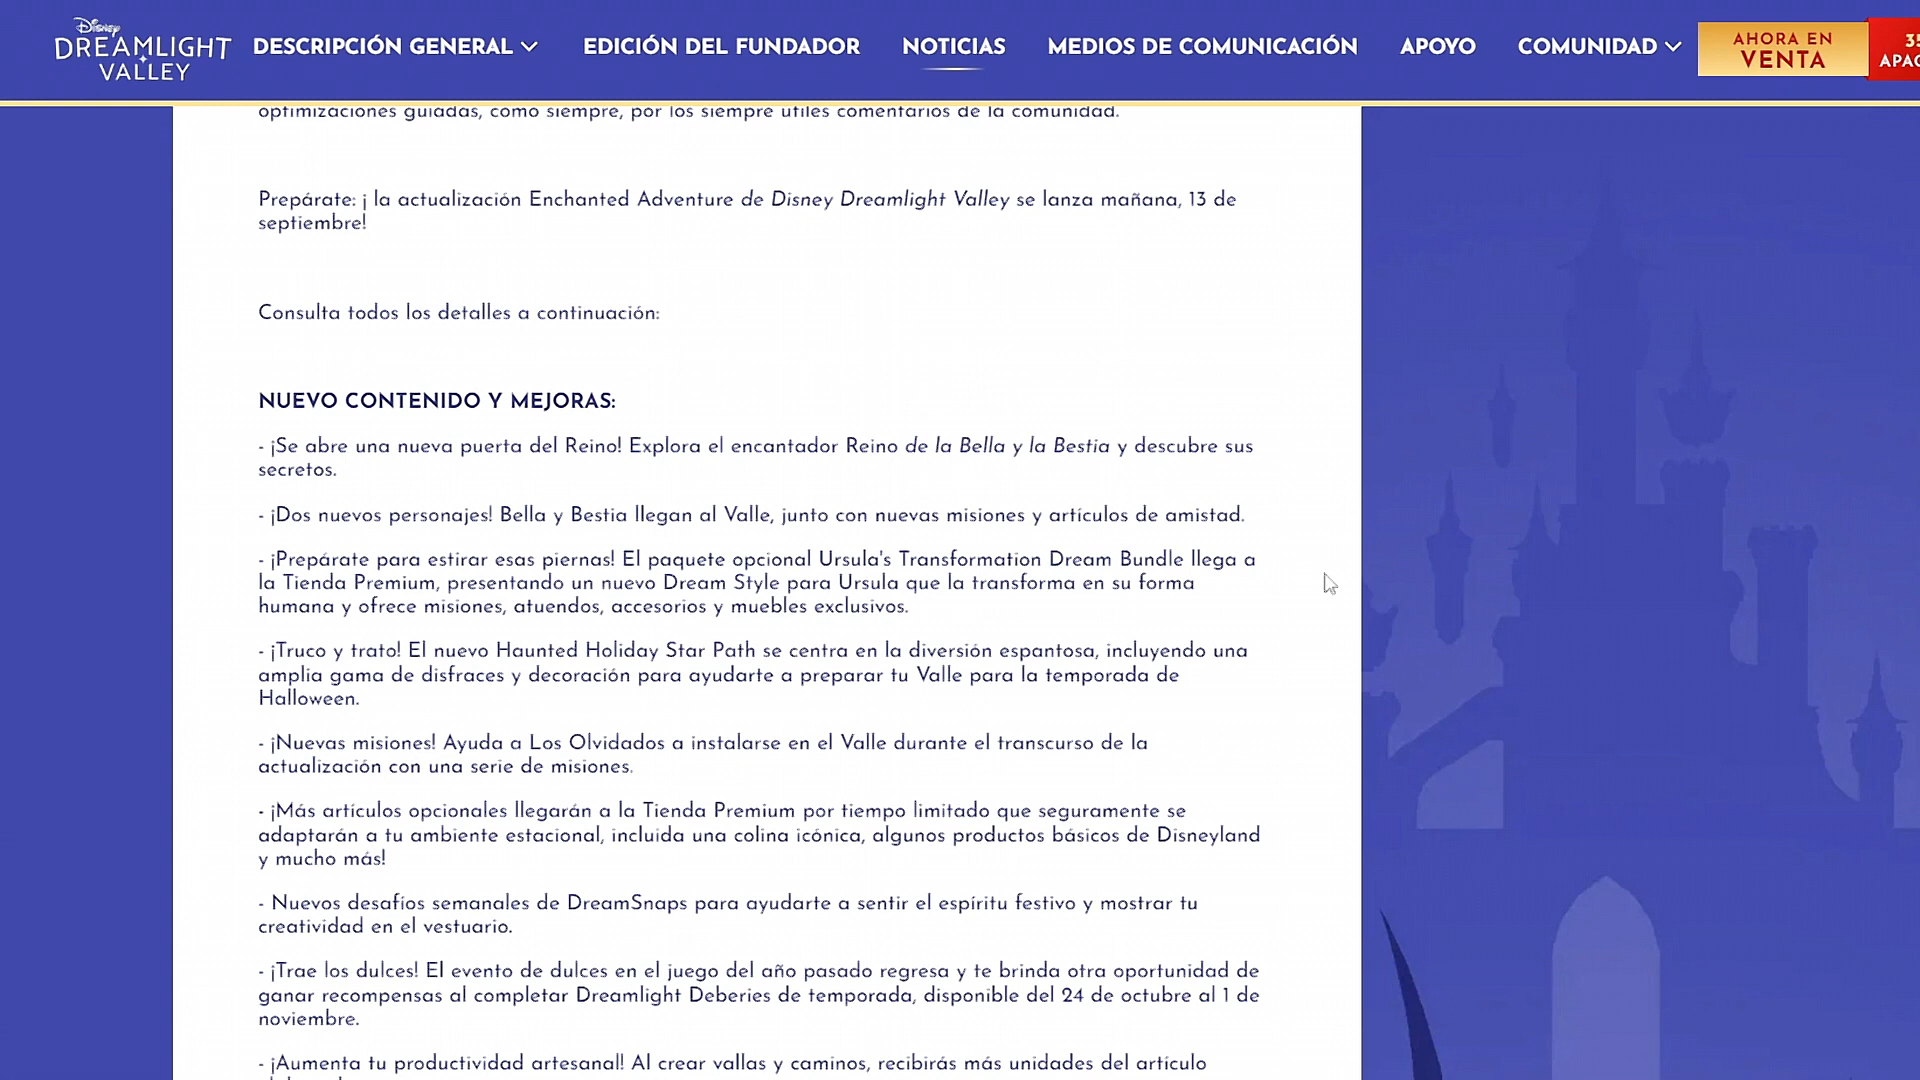 Disney
DREAMLIGHT
VALLEY
DESCRIPCIÓN GENERAL
EDICIÓN DEL FUNDADOR
NOTICIAS
MEDIOS DE COMUNICACIÓN
APOYO
COMUNIDAD
AHORA EN
VENTA
optimizaciones guiadas, como siempre, por los siempre útiles comentarios de la comunidad.
Prepárate: ¡ la actualización Enchanted Adventure de Disney Dreamlight Valley se lanza mañana, 13 de
septiembre!
Consulta todos los detalles a continuación:
NUEVO CONTENIDO Y MEJORAS:
- ¡Se abre una nueva puerta del Reino! Explora el encantador Reino de la Bella y la Bestia y descubre sus
secretos.
- ¡Dos nuevos personajes! Bella y Bestia llegan al Valle, junto con nuevas misiones y artículos de amistad.
- ¡Prepárate para estirar esas piernas! El paquete opcional Ursula's Transformation Dream Bundle llega a
la Tienda Premium, presentando un nuevo Dream Style para Ursula que la transforma en su forma
humana y ofrece misiones, atuendos, accesorios y muebles exclusivos.
- ¡Truco y trato! El nuevo Haunted Holiday Star Path se centra en la diversión espantosa, incluyendo una
amplia gama de disfraces y decoración para ayudarte a preparar tu Valle para la temporada de
Halloween.
- ¡Nuevas misiones! Ayuda a Los Olvidados a instalarse en el Valle durante el transcurso de la
actualización con una serie de misiones.
- ¡Más artículos opcionales llegarán a la Tienda Premium por tiempo limitado que seguramente se
adaptarán a tu ambiente estacional, incluida una colina icónica, algunos productos básicos de Disneyland
y mucho más!
- Nuevos desafíos semanales de DreamSnaps para ayudarte a sentir el espíritu festivo y mostrar tu
creatividad en el vestuario.
- ¡Trae los dulces! El evento de dulces en el juego del año pasado regresa y te brinda otra oportunidad de
ganar recompensas al completar Dreamlight Deberies de temporada, disponible del 24 de octubre al 1 de
noviembre.
- ¡Aumenta tu productividad artesanal! Al crear vallas y caminos, recibirás más unidades del artículo